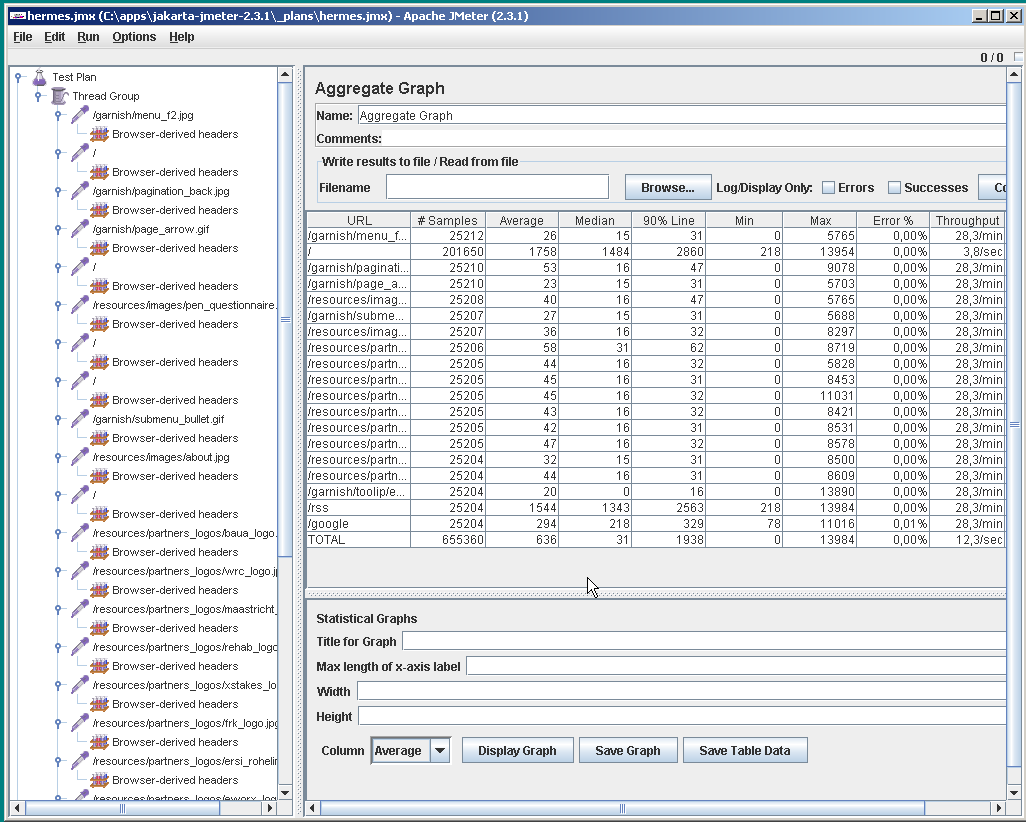 hermes.jmx (C:\apps\jakarta-jmeter-2.3.1\_plans\hermes.jmx) - Apache JMeter (2.3.1)
File Edit Run Options Help
0 / 0
Test Plan
Thread Group
/garnish/menu_f2.jpg
Browser-derived headers
/
Browser-derived headers
/garnish/pagination_back.jpg
Browser-derived headers
/garnish/page_arrow.gif
Browser-derived headers
/
Browser-derived headers
/resources/images/pen_questionnaire.
Browser-derived headers
/
Browser-derived headers
/
Browser-derived headers
/garnish/submenu_bullet.gif
Browser-derived headers
/resources/images/about.jpg
Browser-derived headers
/
Browser-derived headers
/resources/partners_logos/baua_logo.
Browser-derived headers
/resources/partners_logos/wrc_logo.j
Browser-derived headers
/resources/partners_logos/maastricht_
Browser-derived headers
/resources/partners_logos/rehab_logo
Browser-derived headers
/resources/partners_logos/xstakes_lo
Browser-derived headers
/resources/partners_logos/frk_logo.jpg
Browser-derived headers
/resources/partners_logos/ersi_rohelin
Browser-derived headers
Aggregate Graph
Name: Aggregate Graph
Comments:
Write results to file / Read from file
Filename Browse... Log/Display Only: Errors Successes Co
URL # Samples Average Median 90% Line Min Max Error % Throughput
/garnish/menu_f... 25212 26 15 31 0 5765 0,00% 28,3/min
/ 201650 1758 1484 2860 218 13954 0,00% 3,8/sec
/garnish/paginati... 25210 53 16 47 0 9078 0,00% 28,3/min
/garnish/page_a... 25210 23 15 31 0 5703 0,00% 28,3/min
/resources/imag... 25208 40 16 47 0 5765 0,00% 28,3/min
/garnish/subme... 25207 27 15 31 0 5688 0,00% 28,3/min
/resources/imag... 25207 36 16 32 0 8297 0,00% 28,3/min
/resources/partn... 25206 58 31 62 0 8719 0,00% 28,3/min
/resources/partn... 25205 44 16 32 0 5828 0,00% 28,3/min
/resources/partn... 25205 45 16 31 0 8453 0,00% 28,3/min
/resources/partn... 25205 45 16 32 0 11031 0,00% 28,3/min
/resources/partn... 25205 43 16 32 0 8421 0,00% 28,3/min
/resources/partn... 25205 42 16 31 0 8531 0,00% 28,3/min
/resources/partn... 25205 47 16 32 0 8578 0,00% 28,3/min
/resources/partn... 25204 32 15 31 0 8500 0,00% 28,3/min
/resources/partn... 25204 44 16 31 0 8609 0,00% 28,3/min
/garnish/toolip/e... 25204 20 0 16 0 13890 0,00% 28,3/min
/rss 25204 1544 1343 2563 218 13984 0,00% 28,3/min
/google 25204 294 218 329 78 11016 0,01% 28,3/min
TOTAL 655360 636 31 1938 0 13984 0,00% 12,3/sec
Statistical Graphs
Title for Graph
Max length of x-axis label
Width
Height
Column Average Display Graph Save Graph Save Table Data